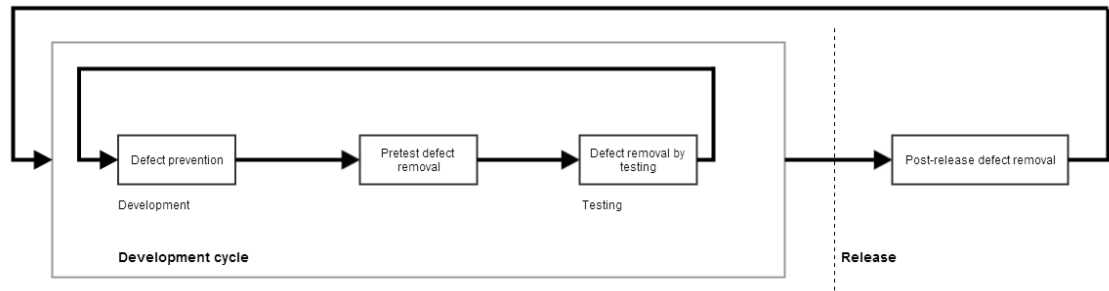 Defect prevention
Pretest defect
removal
Defect removal by
testing
Post-release defect removal
Development
Testing
Development cycle
Release